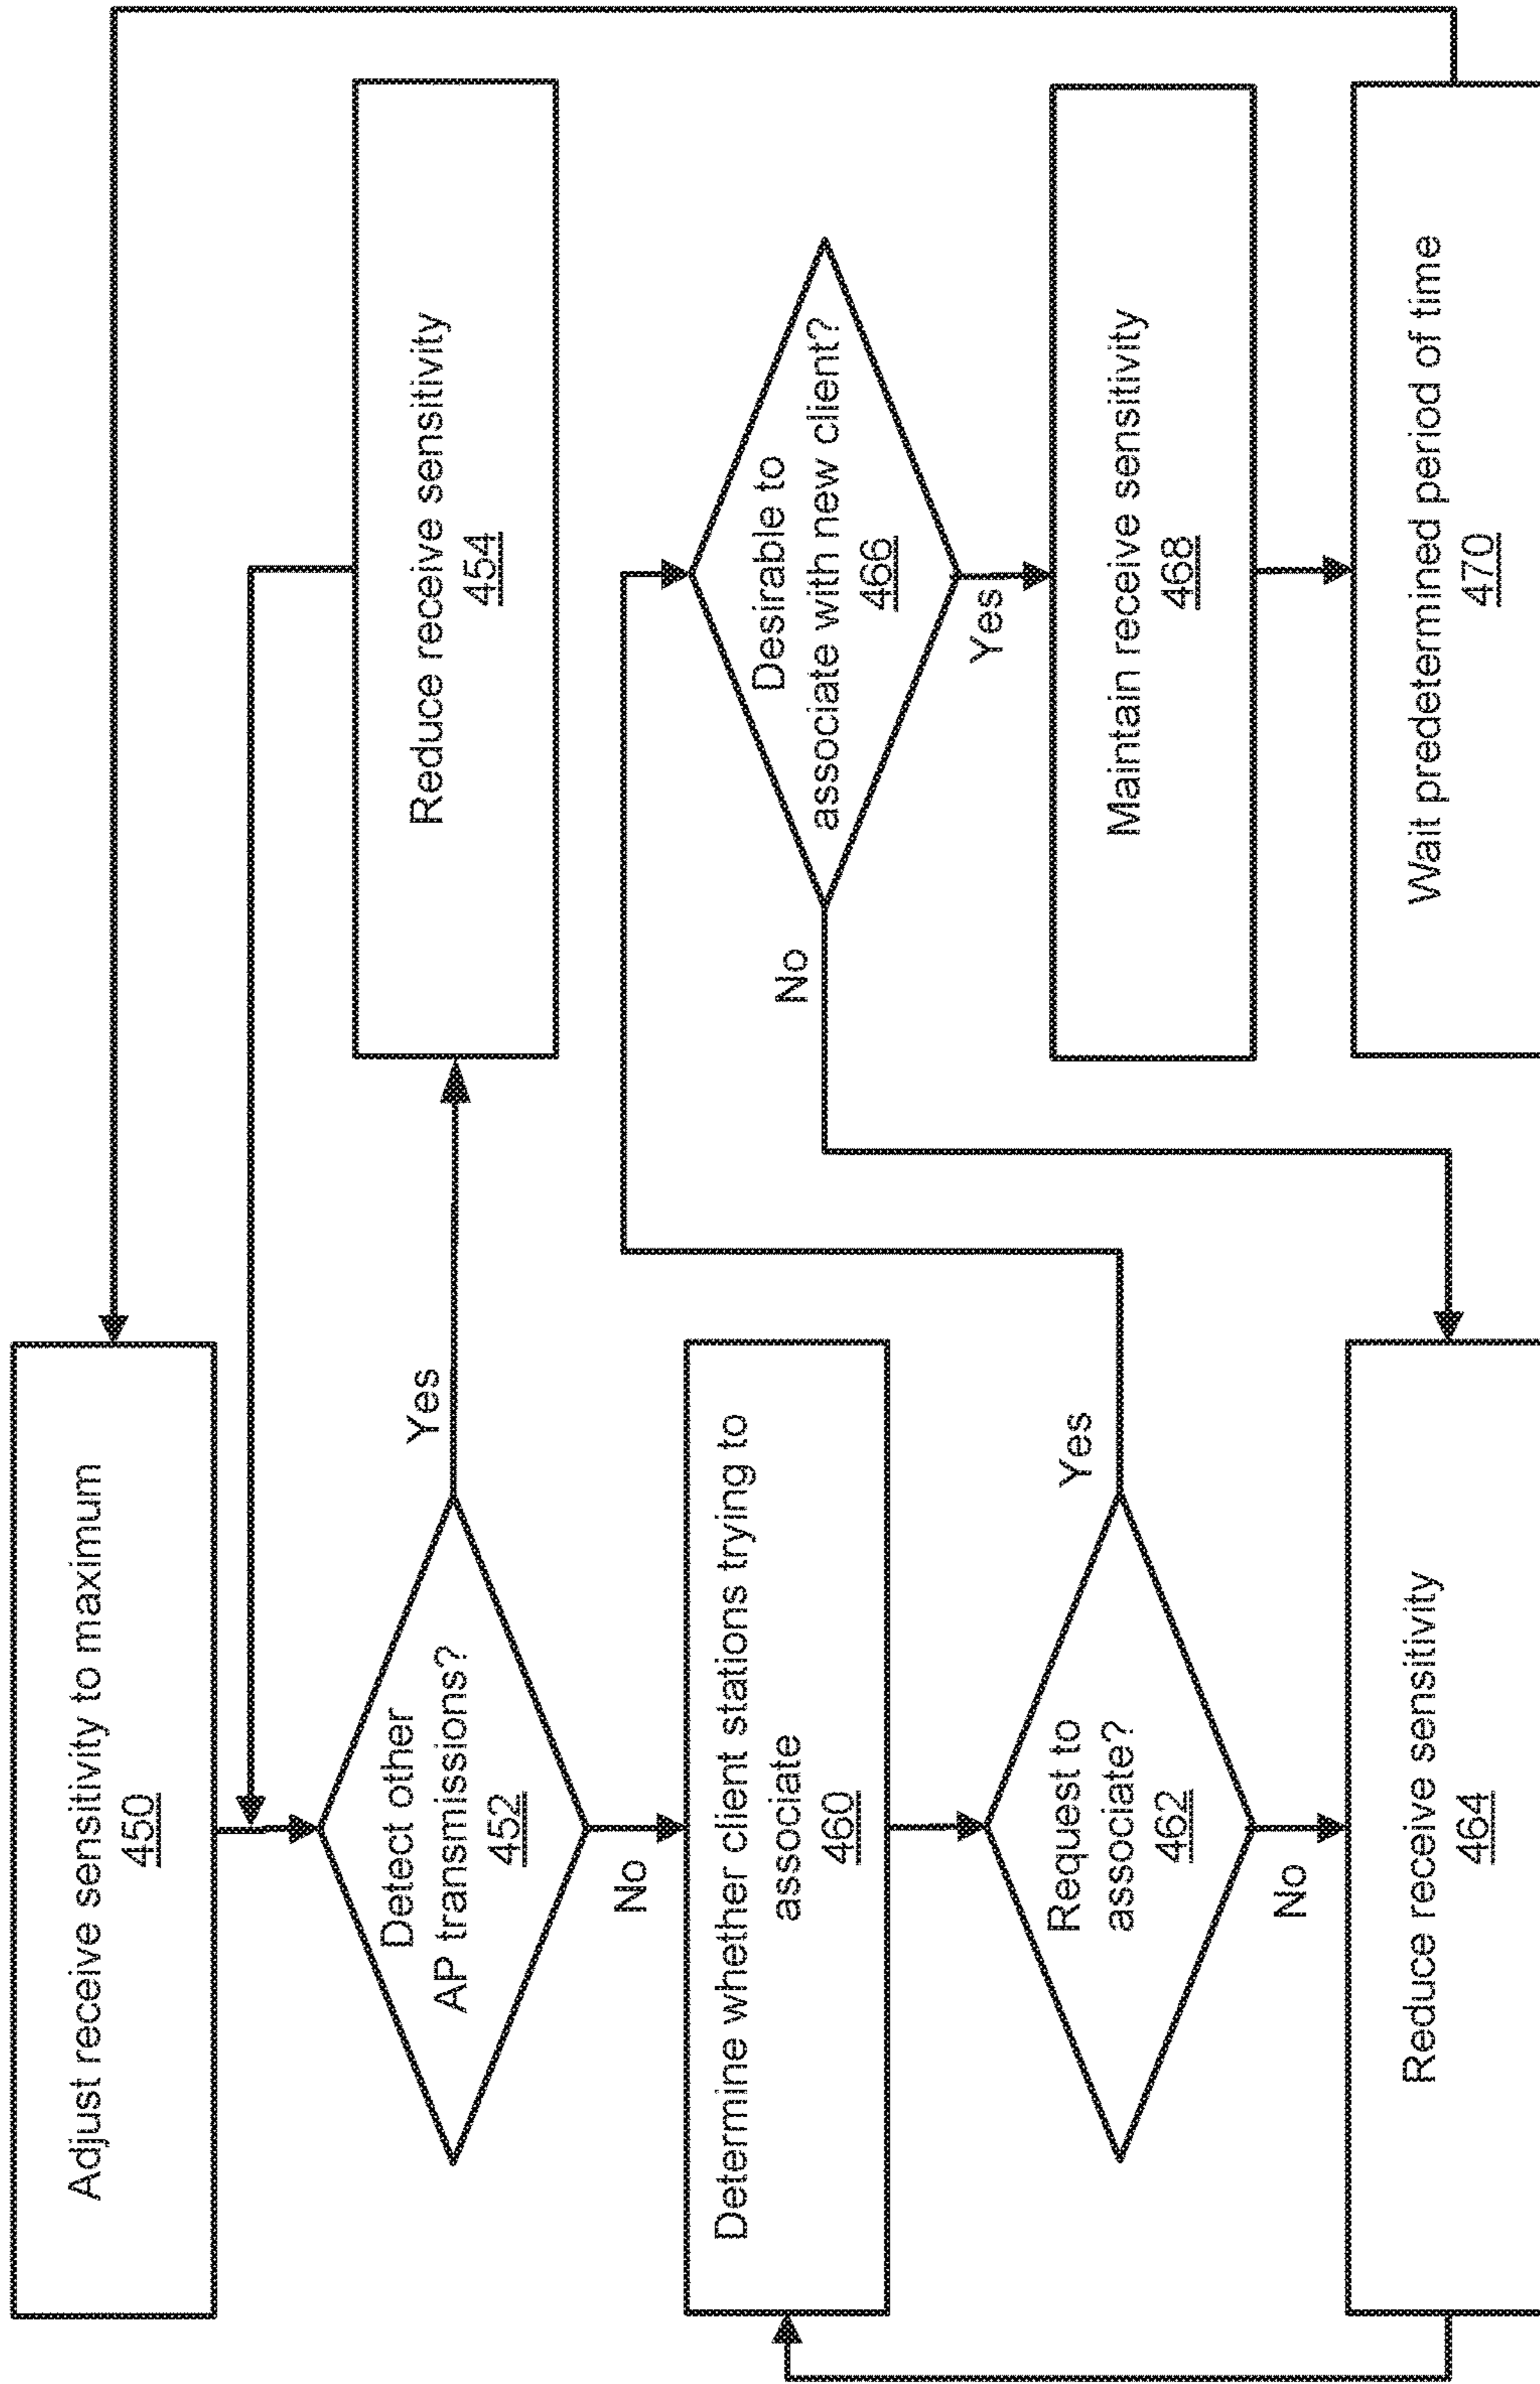 Adjust receive sensitivity to maximum
450
Detect other
AP transmissions?
452
Yes
Reduce receive sensitivity
454
No
Determine whether client stations trying to
associate
460
Request to
associate?
462
Yes
No
Reduce receive sensitivity
464
Desirable to
associate with new client?
466
No
Yes
Maintain receive sensitivity
468
Wait predetermined period of time
470